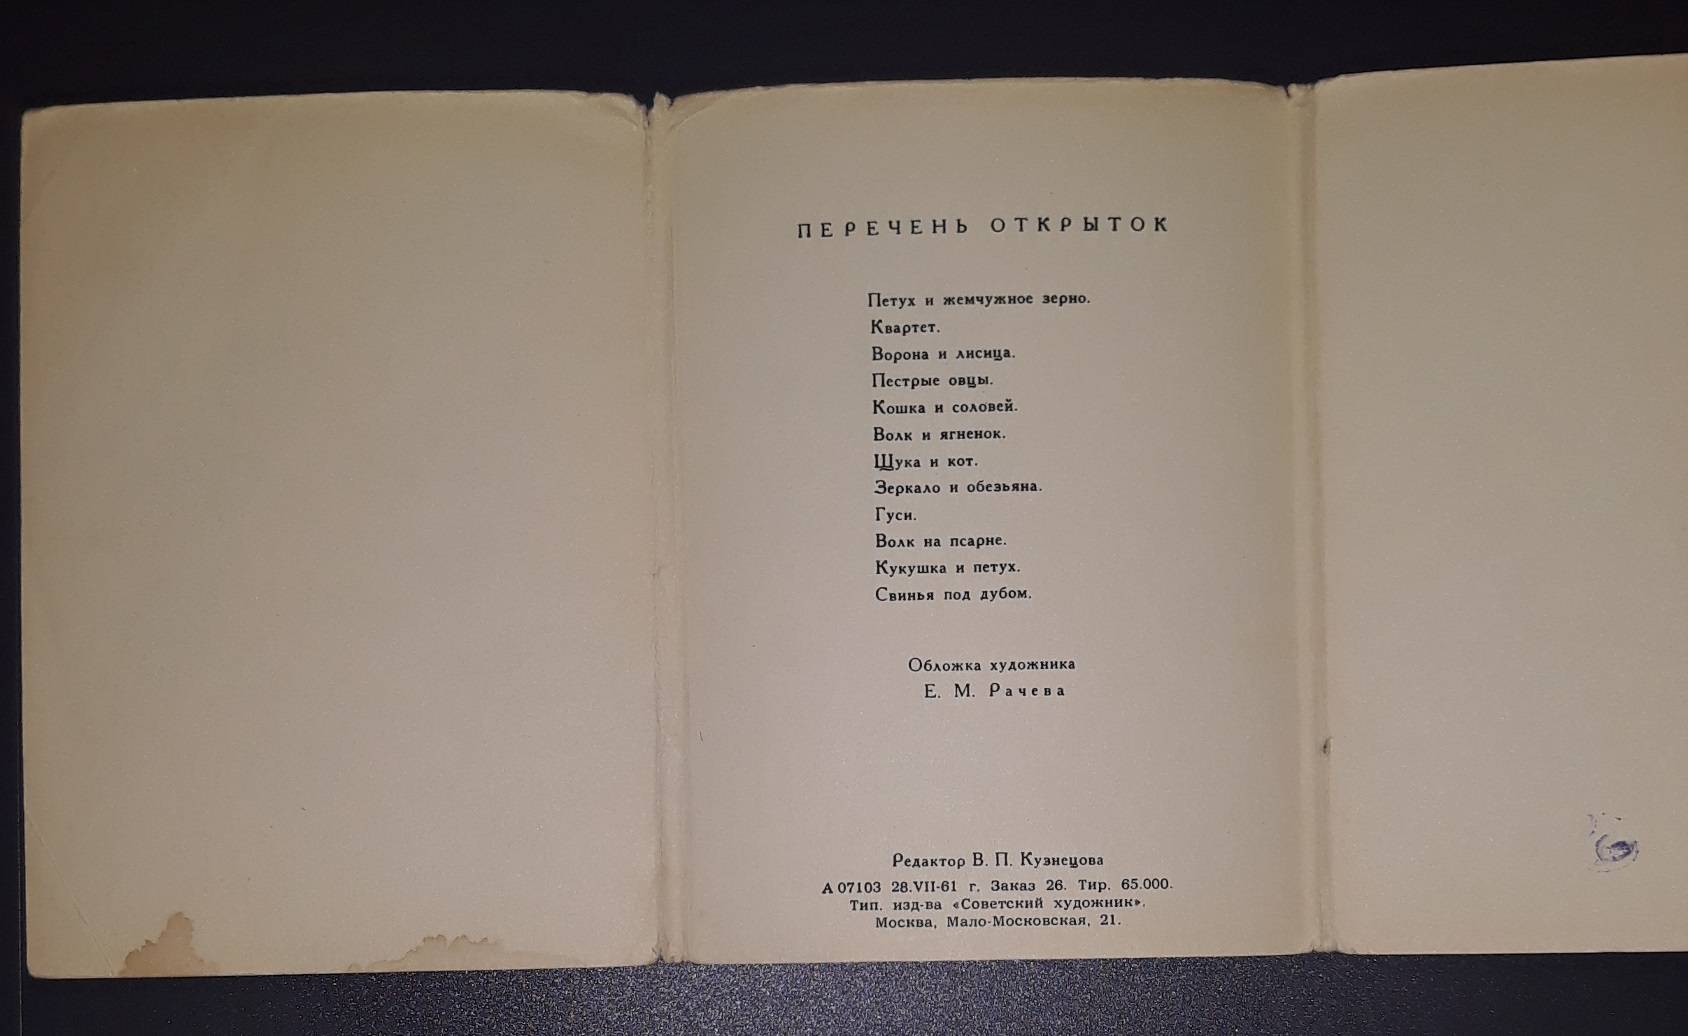 ПЕРЕЧЕНЬ ОТКРЫТОК
Петух и жемчужное зерно.
Квартет.
Ворона и лисица.
Пестрые овцы.
Кошка и соловей.
Волк и ягненок.
Щука и кот.
Зеркало и обезьяна.
Гуси.
Волк на псарне.
Кукушка и петух.
Свинья под дубом.
Обложка художника
Е. М. Рачева
Редактор В. П. Кузнецова
А 07103 28.VII-61 г. Заказ 26. Тир. 65.000.
Тип. изд-ва «Советский художник».
Москва, Мало-Московская, 21.